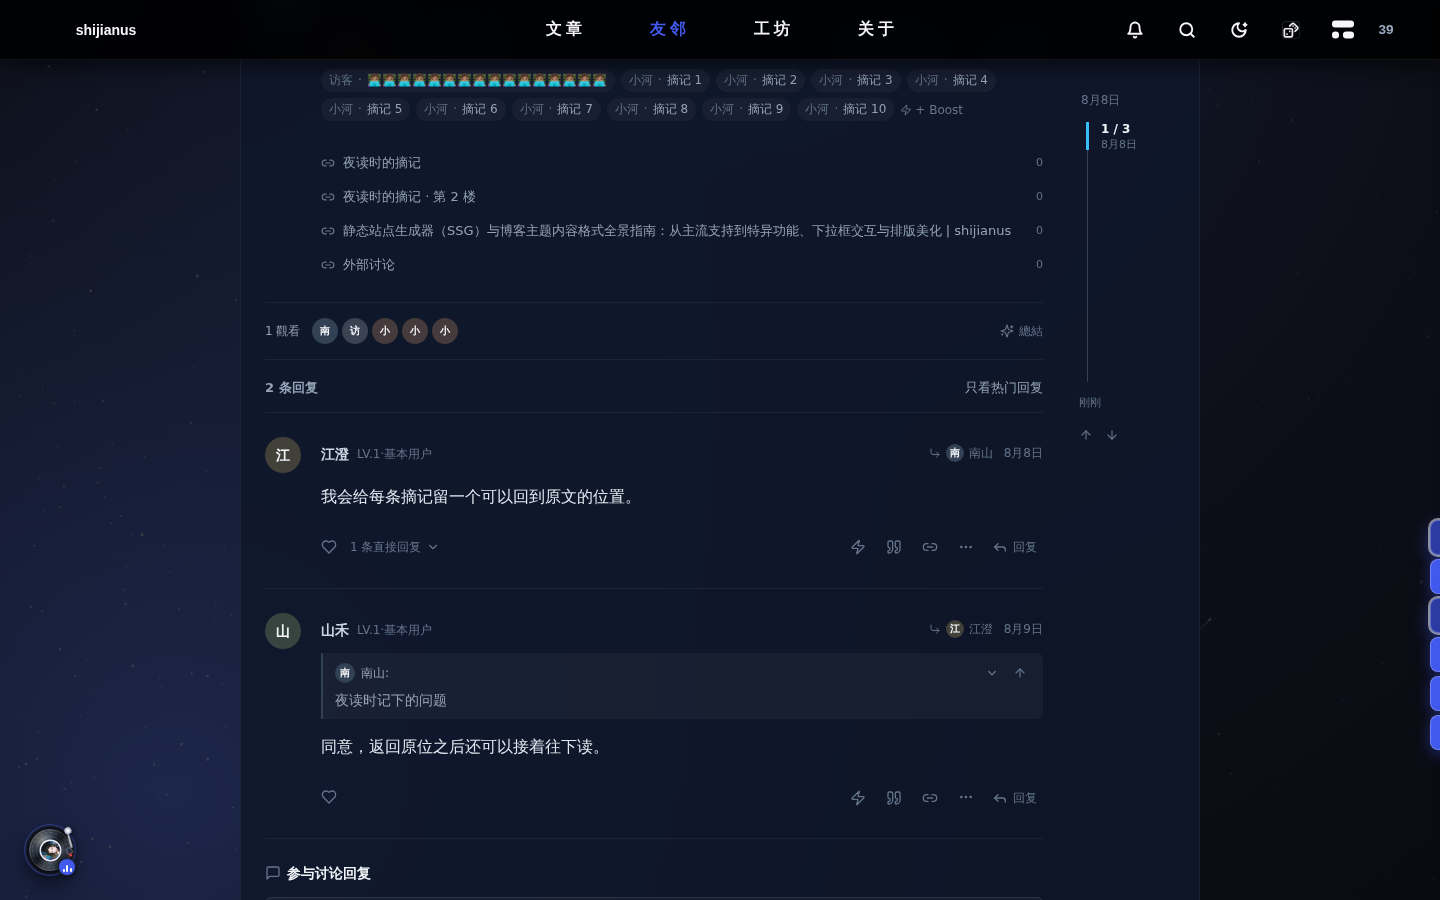 shijianus 文章 友邻 工坊 关于 39
访客 · 👩🏽‍💻👩🏽‍💻👩🏽‍💻👩🏽‍💻👩🏽‍💻👩🏽‍💻👩🏽‍💻👩🏽‍💻👩🏽‍💻👩🏽‍💻👩🏽‍💻👩🏽‍💻👩🏽‍💻👩🏽‍💻👩🏽‍💻👩🏽‍💻 小河 · 摘记 1 小河 · 摘记 2 小河 · 摘记 3 小河 · 摘记 4
小河 · 摘记 5 小河 · 摘记 6 小河 · 摘记 7 小河 · 摘记 8 小河 · 摘记 9 小河 · 摘记 10 + Boost
夜读时的摘记 0
夜读时的摘记 · 第 2 楼 0
静态站点生成器（SSG）与博客主题内容格式全景指南：从主流支持到特异功能、下拉框交互与排版美化 | shijianus 0
外部讨论 0
1 觀看 南 访 小 小 小 總結
2 条回复 只看热门回复
江 江澄 LV.1·基本用户 南 南山 8月8日
我会给每条摘记留一个可以回到原文的位置。
1 条直接回复 回复
山 山禾 LV.1·基本用户 江 江澄 8月9日
南 南山:
夜读时记下的问题
同意，返回原位之后还可以接着往下读。
回复
参与讨论回复
8月8日
1 / 3
8月8日
刚刚